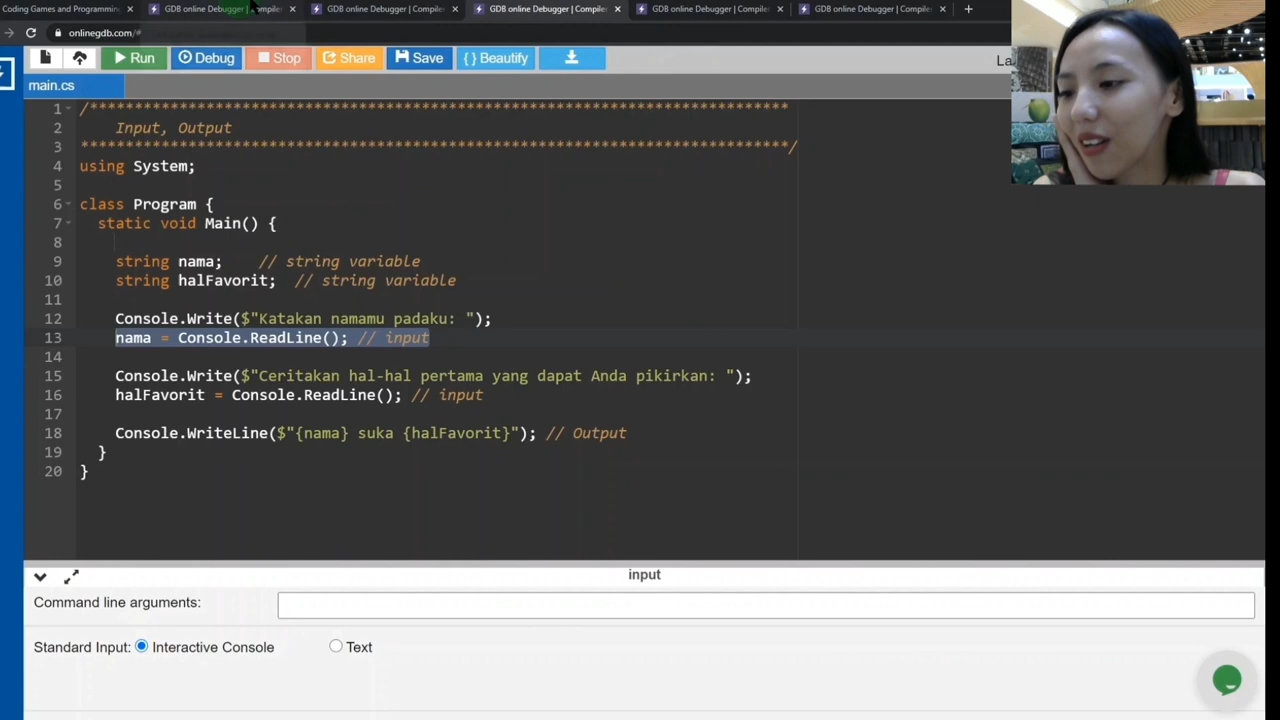 Coding Games and Programming
GDB online Debugger | Compiler
GDB online Debugger | Compiler
GDB online Debugger | Compiler
GDB online Debugger | Compiler
GDB online Debugger | Compiler
onlinegdb.com/#
Run Debug Stop Share Save { } Beautify
La
main.cs
1 /******************************************************************************
2 Input, Output
3 *******************************************************************************/
4 using System;
5
6 class Program {
7 static void Main() {
8
9 string nama; // string variable
10 string halFavorit; // string variable
11
12 Console.Write($"Katakan namamu padaku: ");
13 nama = Console.ReadLine(); // input
14
15 Console.Write($"Ceritakan hal-hal pertama yang dapat Anda pikirkan: ");
16 halFavorit = Console.ReadLine(); // input
17
18 Console.WriteLine($"{nama} suka {halFavorit}"); // Output
19 }
20 }
input
Command line arguments:
Standard Input: Interactive Console Text